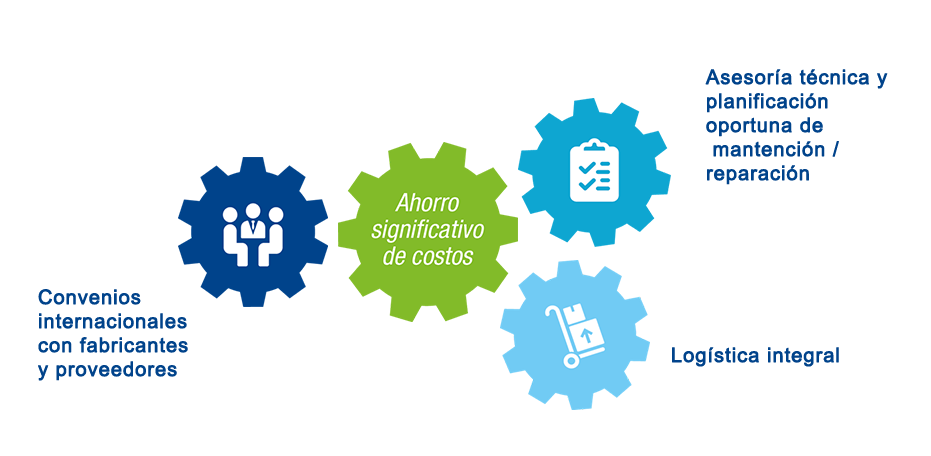 Asesoría técnica y
planificación
oportuna de
mantención /
reparación
Ahorro
significativo
de costos
Convenios
internacionales
con fabricantes
y proveedores
Logística integral